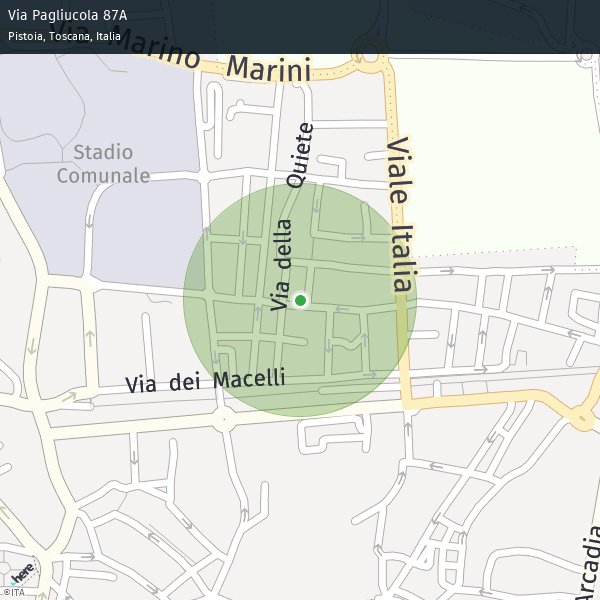 Via Pagliucola 87A
Pistoia, Toscana, Italia
Via Marino Marini
Stadio
Comunale
Via della Quiete
Viale Italia
Via dei Macelli
Arcadia
here
©ITA